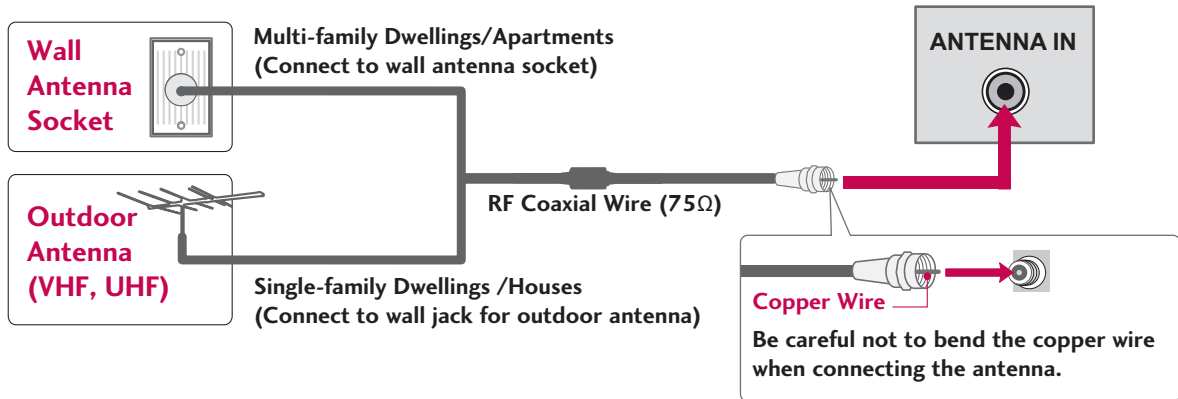 Wall
Antenna
Socket
Multi-family Dwellings/Apartments
(Connect to wall antenna socket)
ANTENNA IN
RF Coaxial Wire (75Ω)
Outdoor
Antenna
(VHF, UHF)
Single-family Dwellings /Houses
(Connect to wall jack for outdoor antenna)
Copper Wire
Be careful not to bend the copper wire
when connecting the antenna.